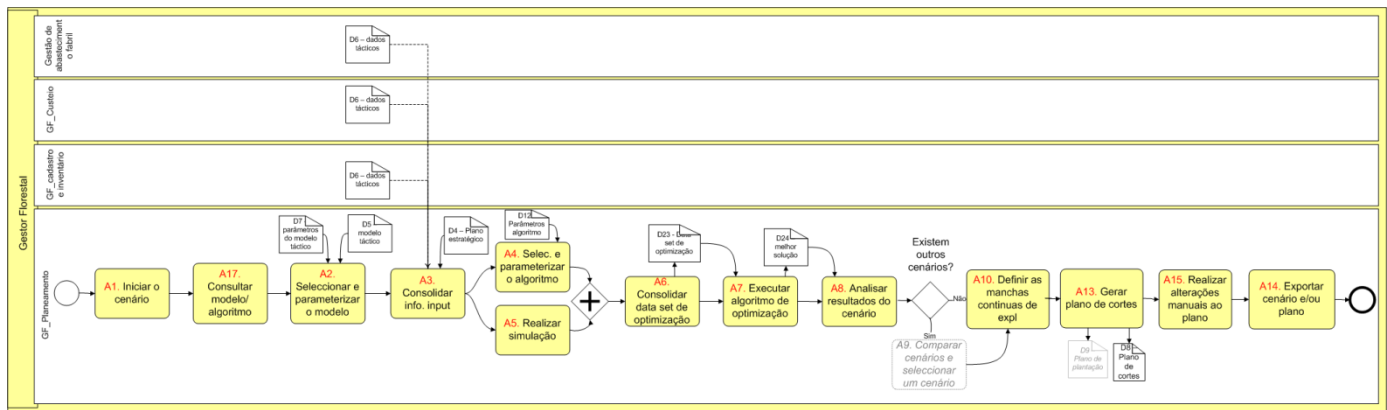 Gestor Florestal
Gestão de
abasteciment
o fabril
D6 – dados
tácticos
GF_Custeio
D6 – dados
tácticos
GF_cadastro
e inventário
D6 – dados
tácticos
GF_Planeamento
A1. Iniciar o
cenário
A17.
Consultar
modelo/
algoritmo
D7
parâmetros
do modelo
táctico
D5
modelo
táctico
A2.
Seleccionar e
parameterizar
o modelo
D4 – Plano
estratégico
A3.
Consolidar
info. input
D12
Parâmetros
algoritmo
A4. Selec. e
parameterizar
o algoritmo
A5. Realizar
simulação
D23 - Data
set de
optimização
A6.
Consolidar
data set de
optimização
A7. Executar
algoritmo de
optimização
D24
melhor
solução
A8. Analisar
resultados do
cenário
Existem
outros
cenários?
Não
Sim
A9. Comparar
cenários e
seleccionar
um cenário
A10. Definir as
manchas
contínuas de
expl
A13. Gerar
plano de cortes
D9
Plano de
plantação
D8
Plano
de
cortes
A15. Realizar
alterações
manuais ao
plano
A14. Exportar
cenário e/ou
plano